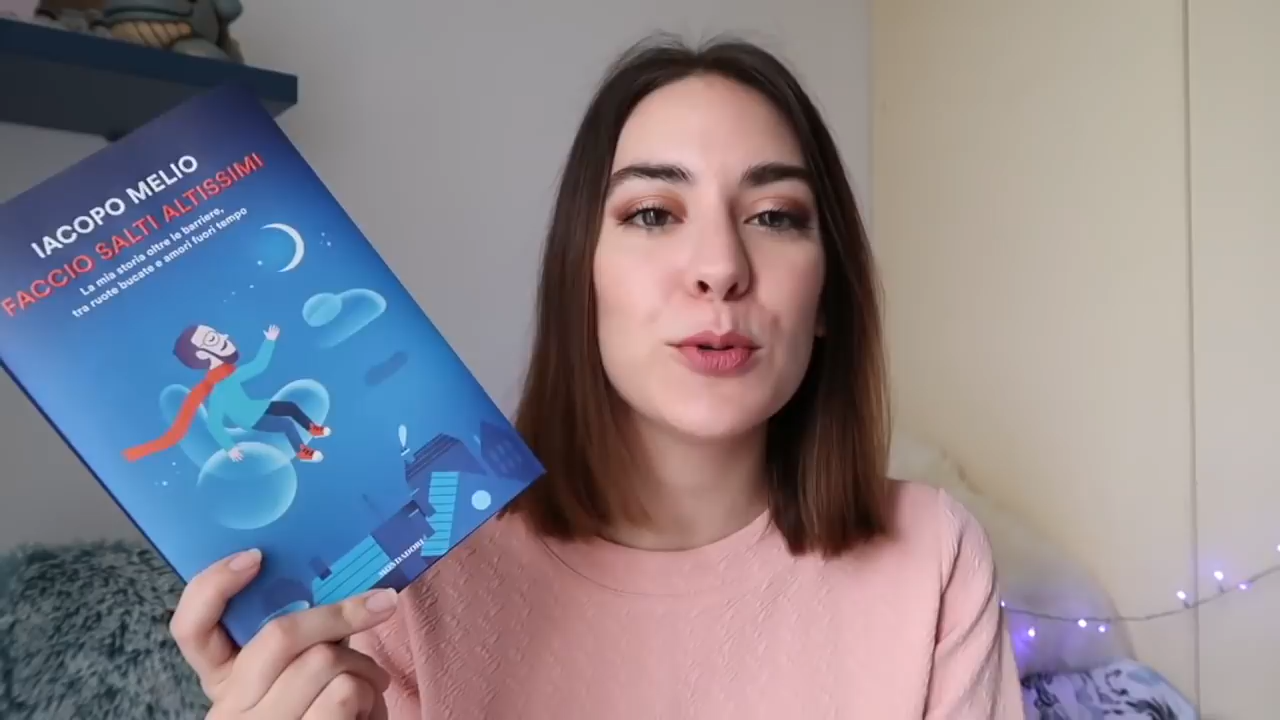 IACOPO MELIO
FACCIO SALTI ALTISSIMI
La mia storia oltre le barriere,
tra ruote bucate e amori fuori tempo
MONDADORI